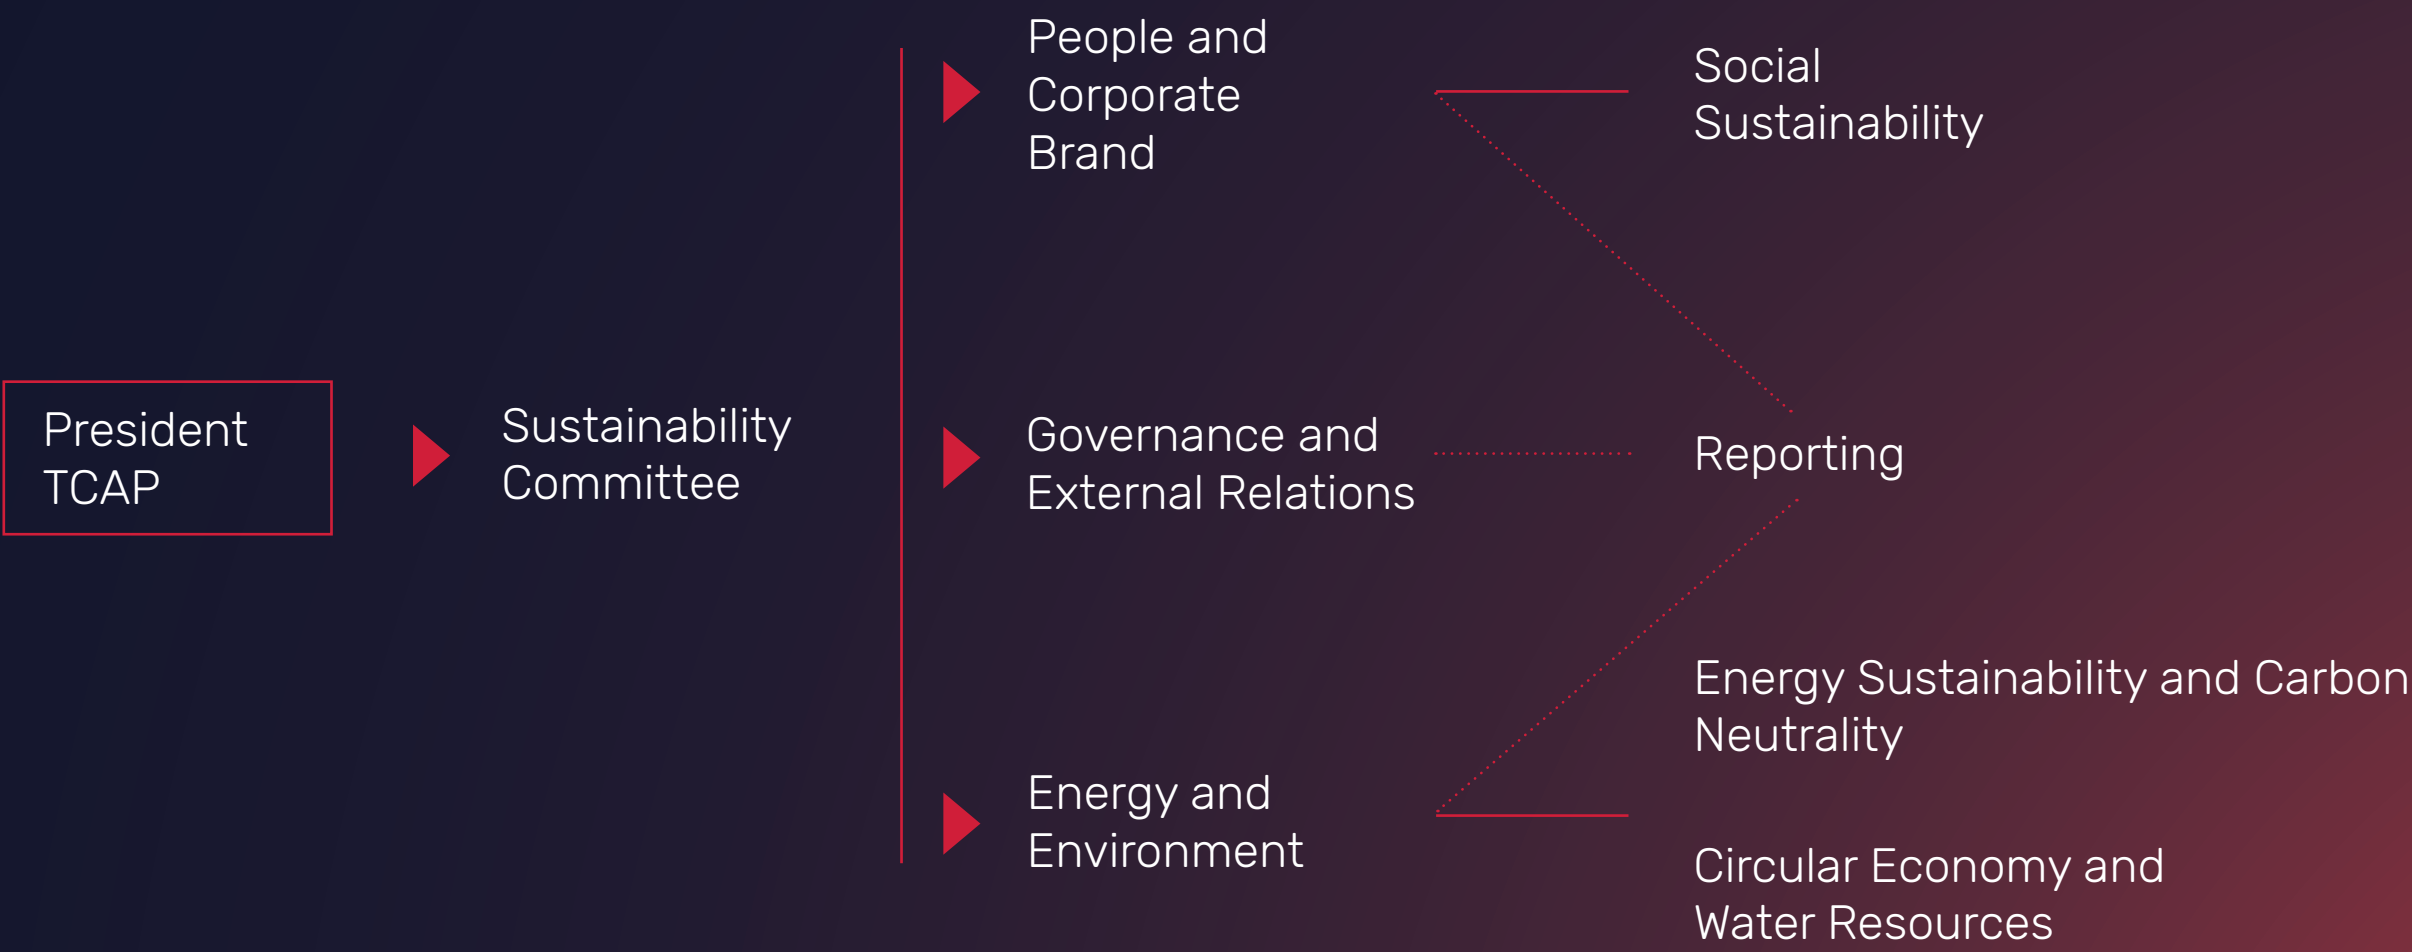 President
TCAP
Sustainability
Committee
People and
Corporate
Brand
Governance and
External Relations
Energy and
Environment
Social
Sustainability
Reporting
Energy Sustainability and Carbon
Neutrality
Circular Economy and
Water Resources